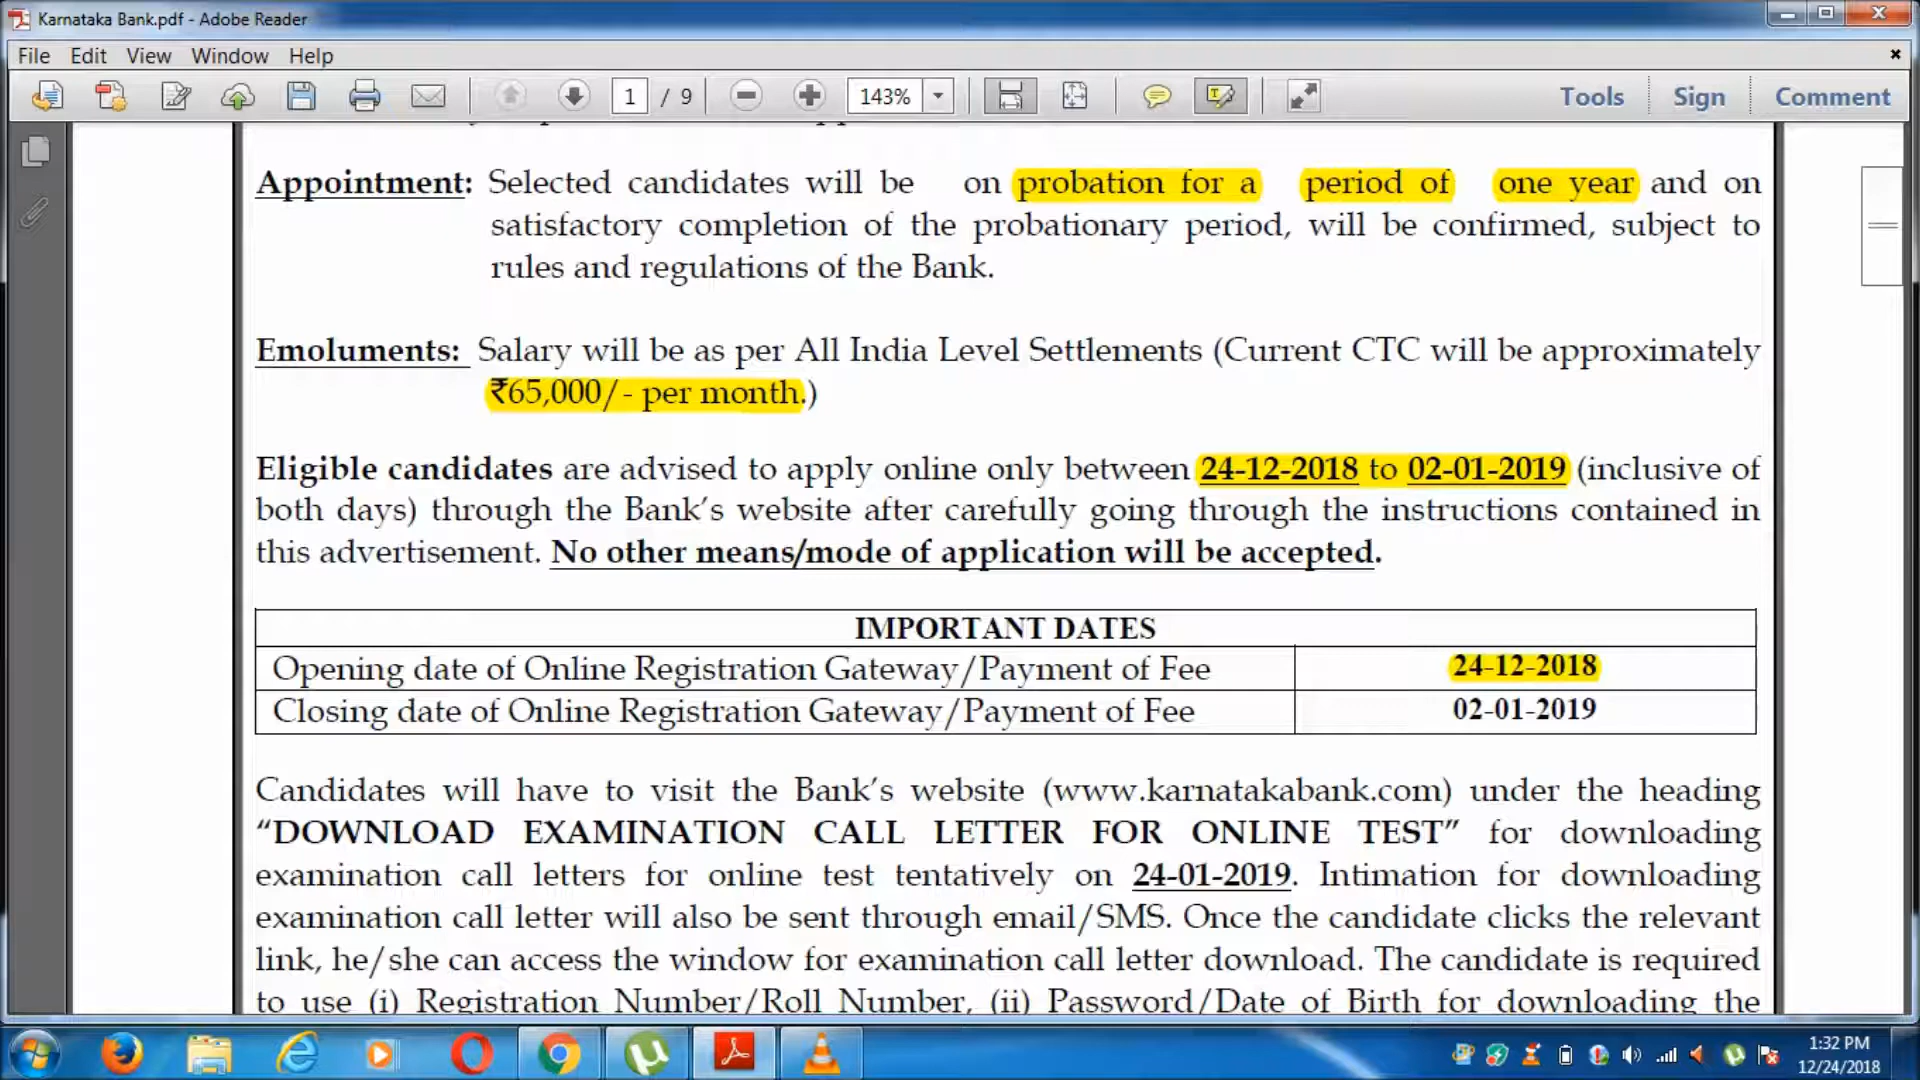 Karnataka Bank.pdf - Adobe Reader
File Edit View Window Help
1 / 9 143% Tools Sign Comment
Appointment: Selected candidates will be on probation for a period of one year and on
satisfactory completion of the probationary period, will be confirmed, subject to
rules and regulations of the Bank.
Emoluments: Salary will be as per All India Level Settlements (Current CTC will be approximately
₹65,000/- per month.)
Eligible candidates are advised to apply online only between 24-12-2018 to 02-01-2019 (inclusive of
both days) through the Bank’s website after carefully going through the instructions contained in
this advertisement. No other means/mode of application will be accepted.
IMPORTANT DATES
Opening date of Online Registration Gateway/Payment of Fee 24-12-2018
Closing date of Online Registration Gateway/Payment of Fee 02-01-2019
Candidates will have to visit the Bank’s website (www.karnatakabank.com) under the heading
“DOWNLOAD EXAMINATION CALL LETTER FOR ONLINE TEST” for downloading
examination call letters for online test tentatively on 24-01-2019. Intimation for downloading
examination call letter will also be sent through email/SMS. Once the candidate clicks the relevant
link, he/she can access the window for examination call letter download. The candidate is required
to use (i) Registration Number/Roll Number, (ii) Password/Date of Birth for downloading the
1:32 PM
12/24/2018